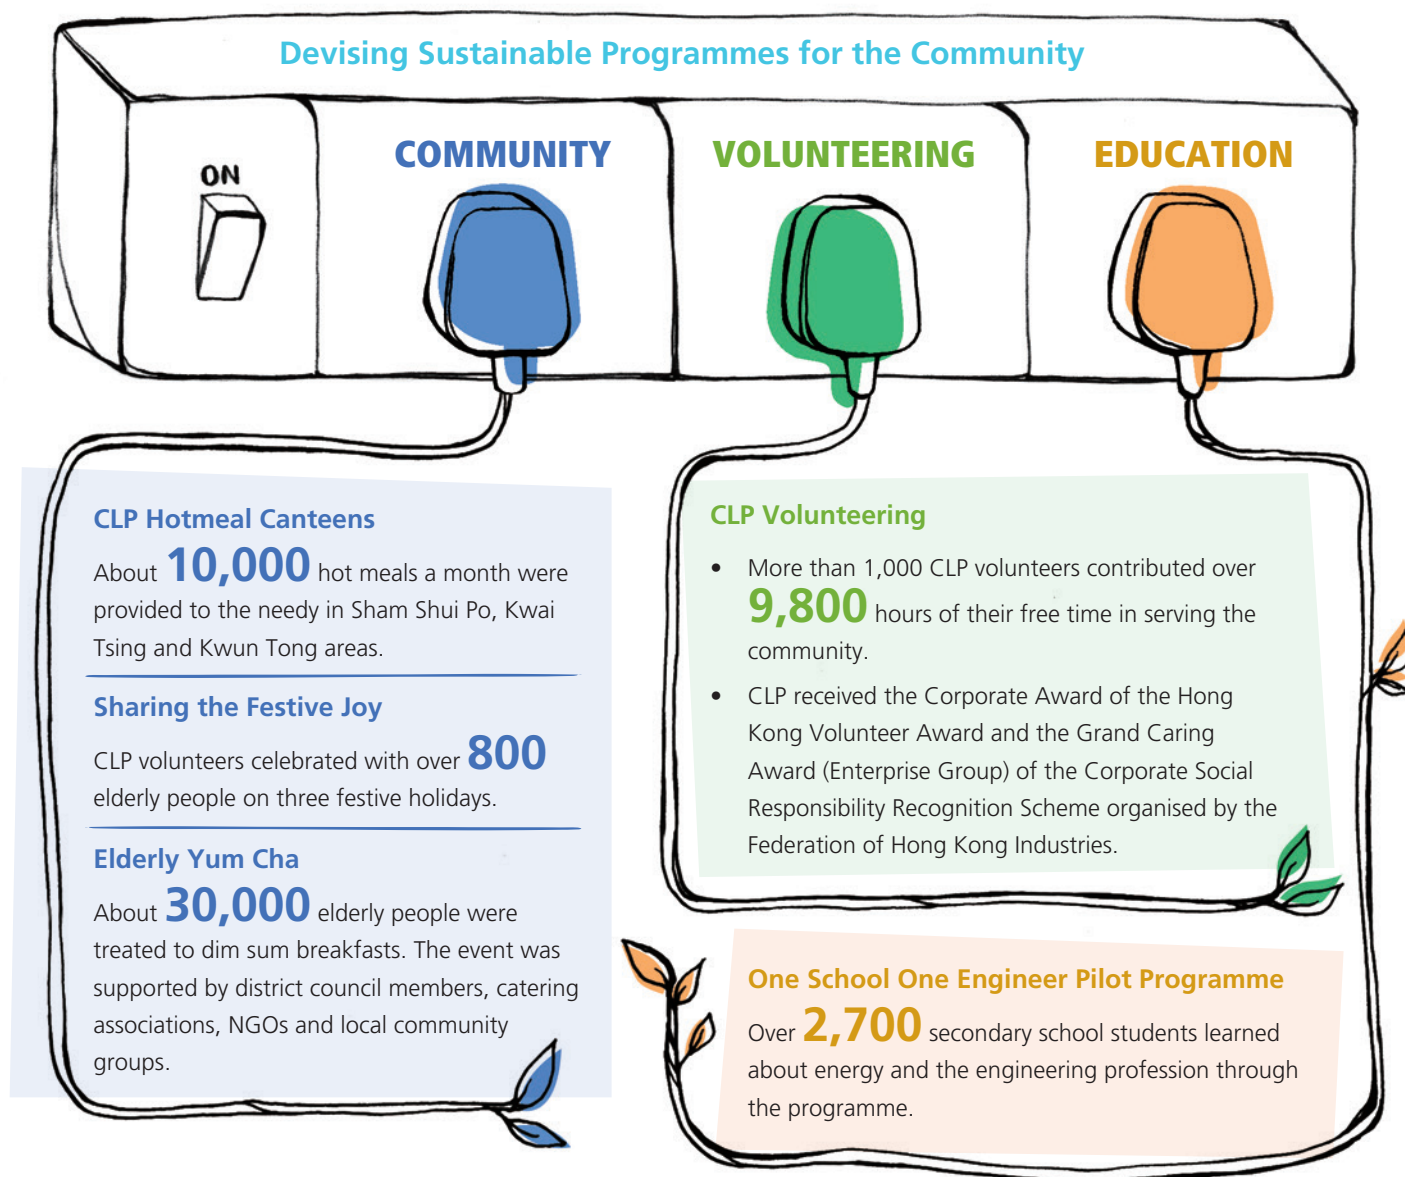 Devising Sustainable Programmes for the Community
ON
COMMUNITY
VOLUNTEERING
EDUCATION
CLP Hotmeal Canteens
About 10,000 hot meals a month were
provided to the needy in Sham Shui Po, Kwai
Tsing and Kwun Tong areas.
Sharing the Festive Joy
CLP volunteers celebrated with over 800
elderly people on three festive holidays.
Elderly Yum Cha
About 30,000 elderly people were
treated to dim sum breakfasts. The event was
supported by district council members, catering
associations, NGOs and local community
groups.
CLP Volunteering
• More than 1,000 CLP volunteers contributed over
9,800 hours of their free time in serving the
community.
• CLP received the Corporate Award of the Hong
Kong Volunteer Award and the Grand Caring
Award (Enterprise Group) of the Corporate Social
Responsibility Recognition Scheme organised by the
Federation of Hong Kong Industries.
One School One Engineer Pilot Programme
Over 2,700 secondary school students learned
about energy and the engineering profession through
the programme.